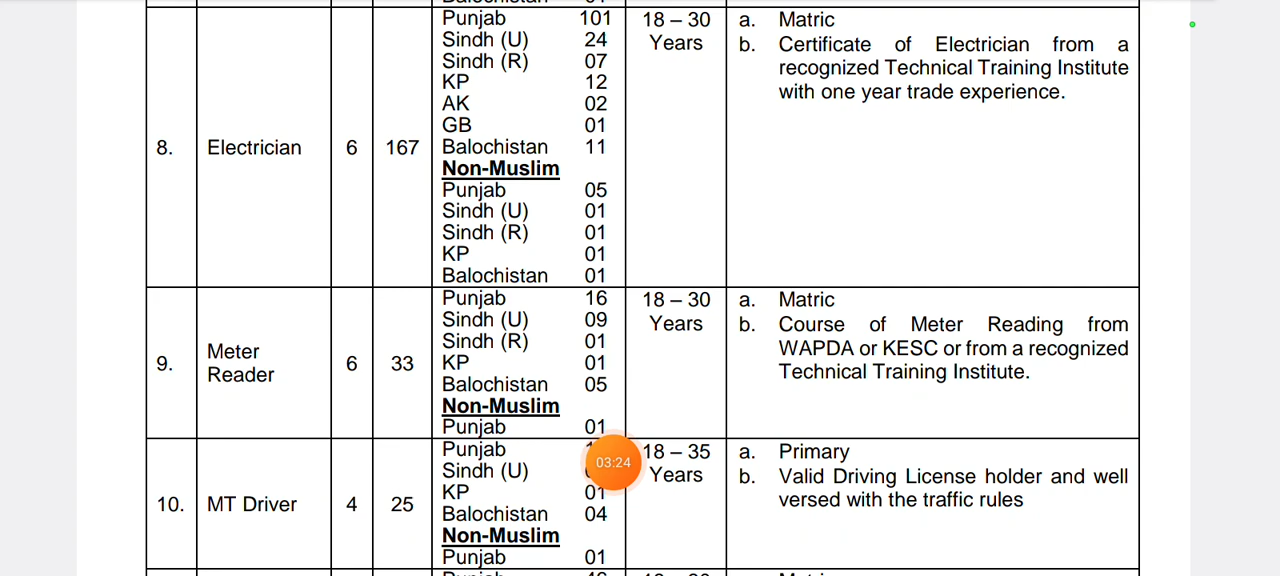 Punjab 101 18 – 30 a. Matric
Sindh (U) 24 Years b. Certificate of Electrician from a
Sindh (R) 07 recognized Technical Training Institute
KP 12 with one year trade experience.
AK 02
GB 01
8. Electrician 6 167 Balochistan 11
Non-Muslim
Punjab 05
Sindh (U) 01
Sindh (R) 01
KP 01
Balochistan 01
Punjab 16 18 – 30 a. Matric
Sindh (U) 09 Years b. Course of Meter Reading from
Sindh (R) 01 WAPDA or KESC or from a recognized
9. Meter Reader 6 33 KP 01 Technical Training Institute.
Balochistan 05
Non-Muslim
Punjab 01
Punjab 18 – 35 a. Primary
Sindh (U) Years b. Valid Driving License holder and well
KP 01 versed with the traffic rules
10. MT Driver 4 25 Balochistan 04
Non-Muslim
Punjab 01
03:24